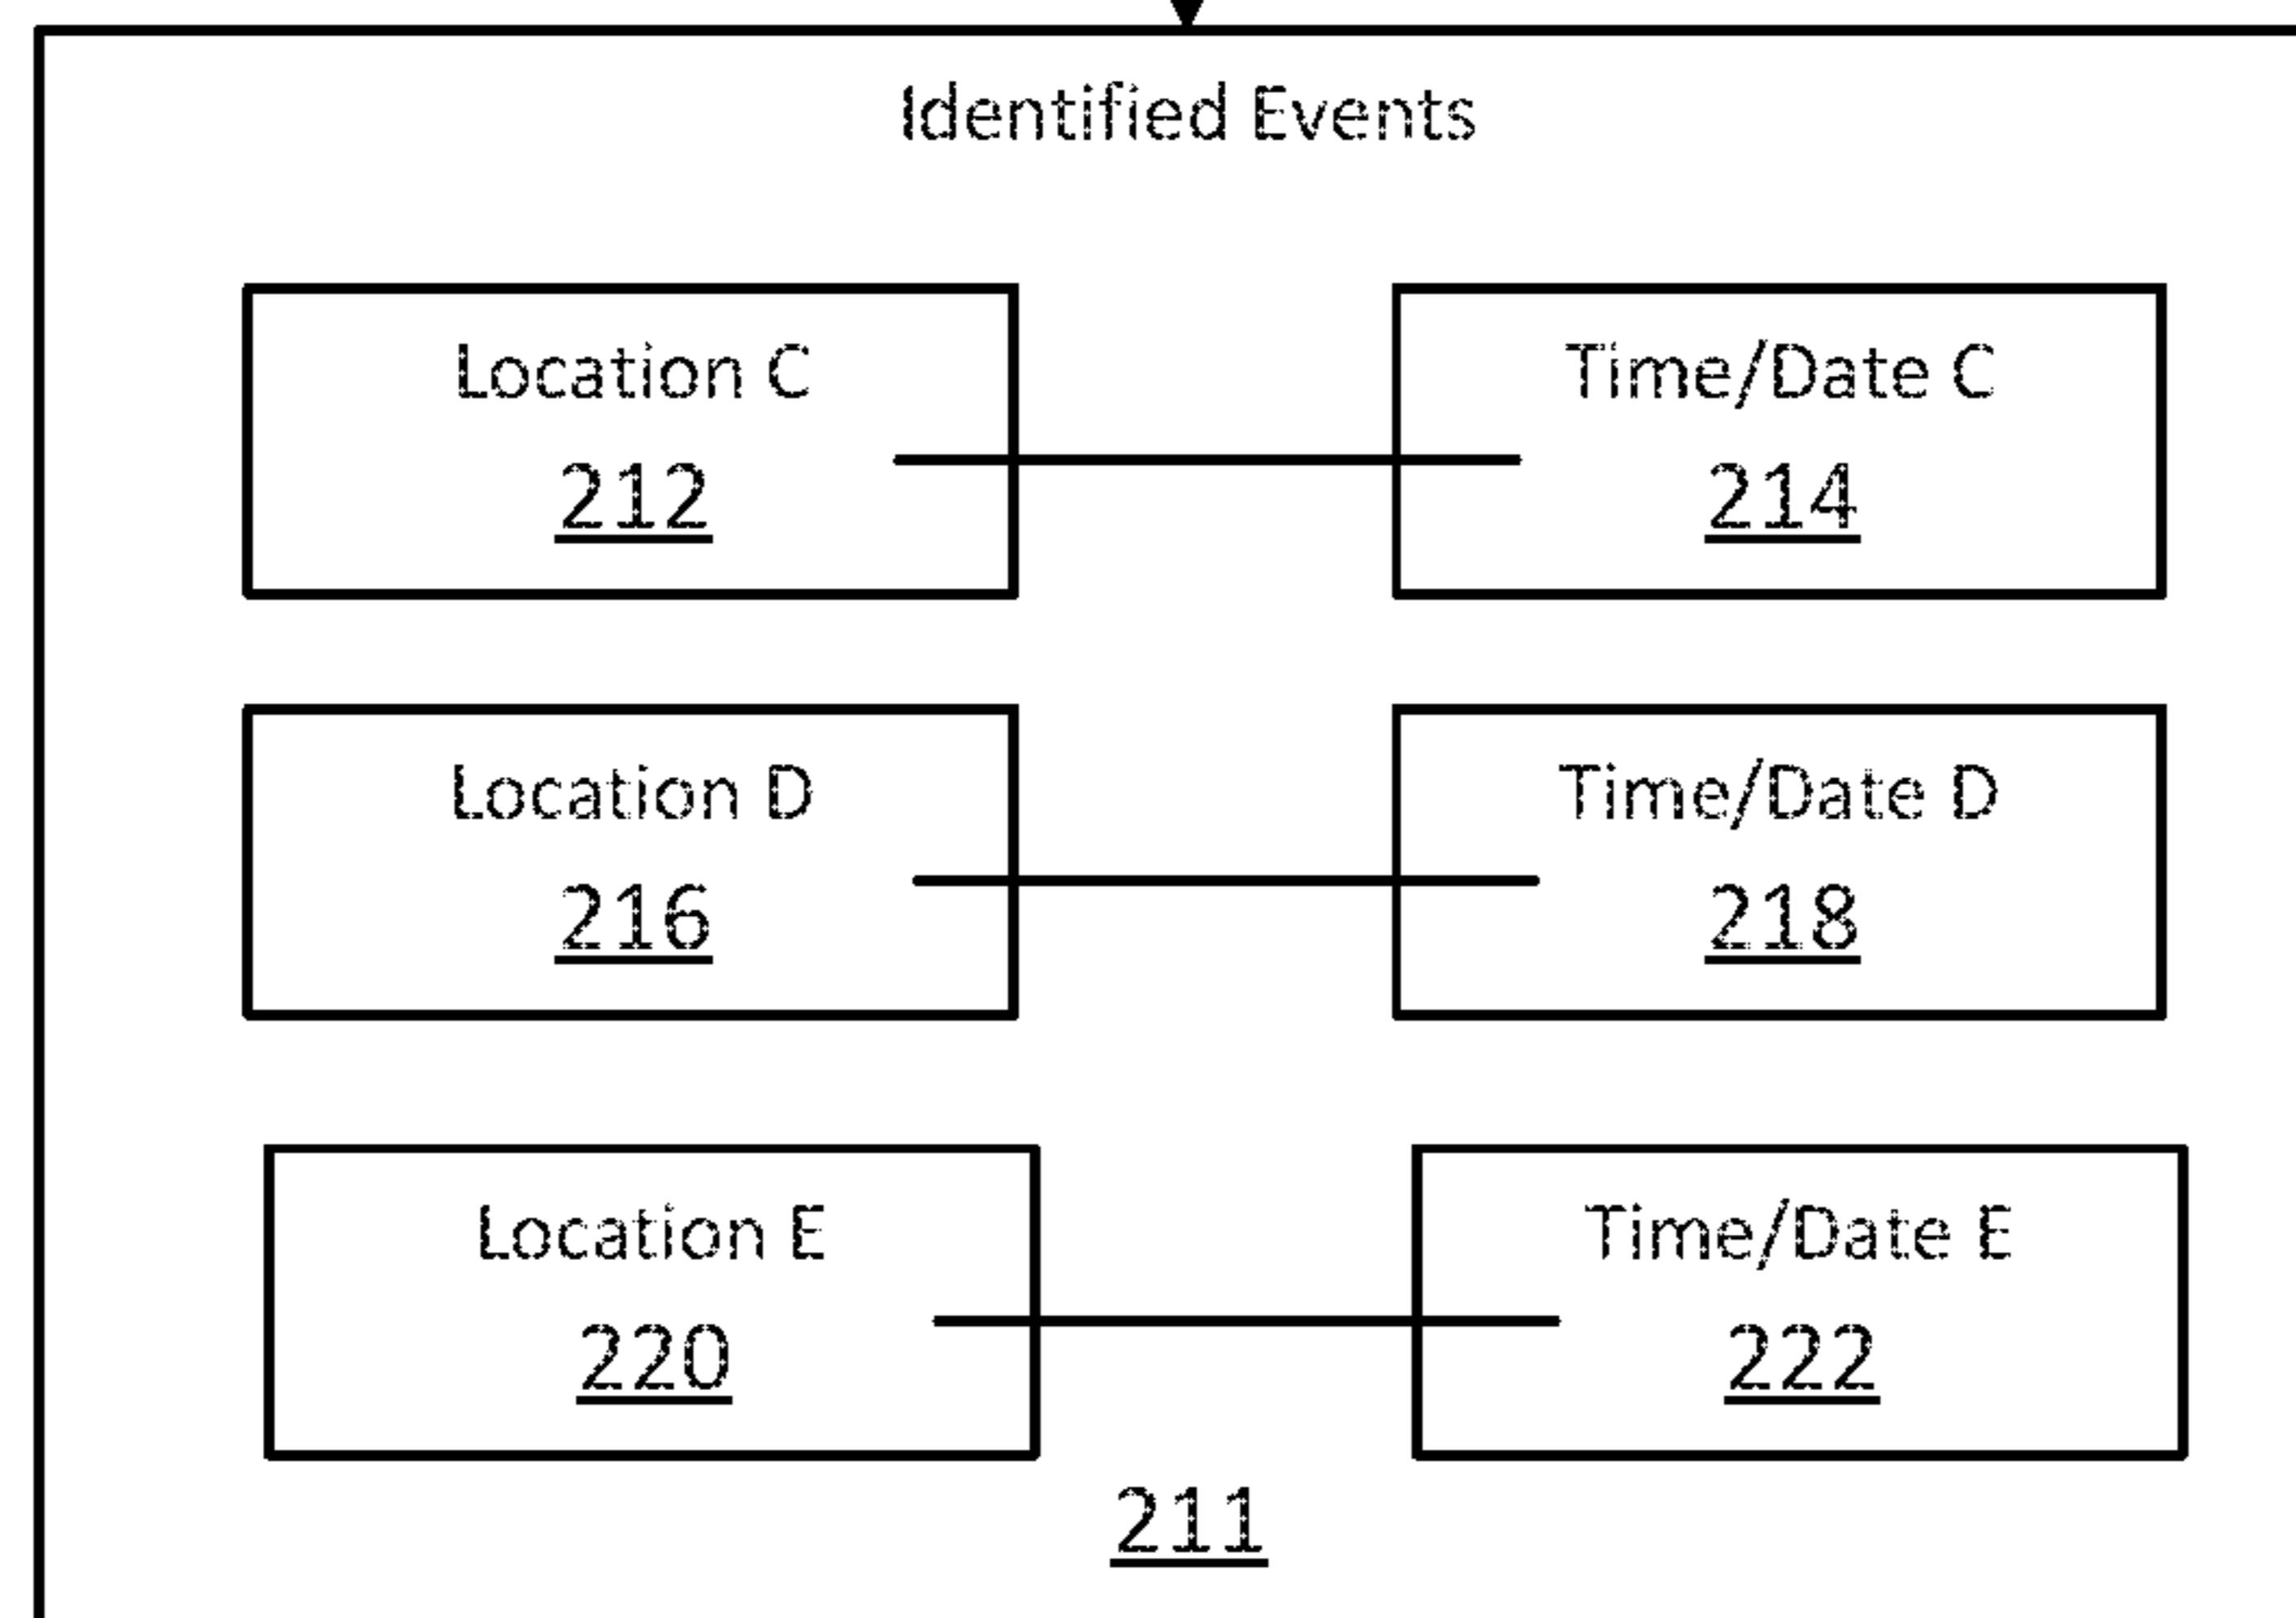 Identified Events
Location C
212
Time/Date C
214
Location D
216
Time/Date D
218
Location E
220
Time/Date E
222
211